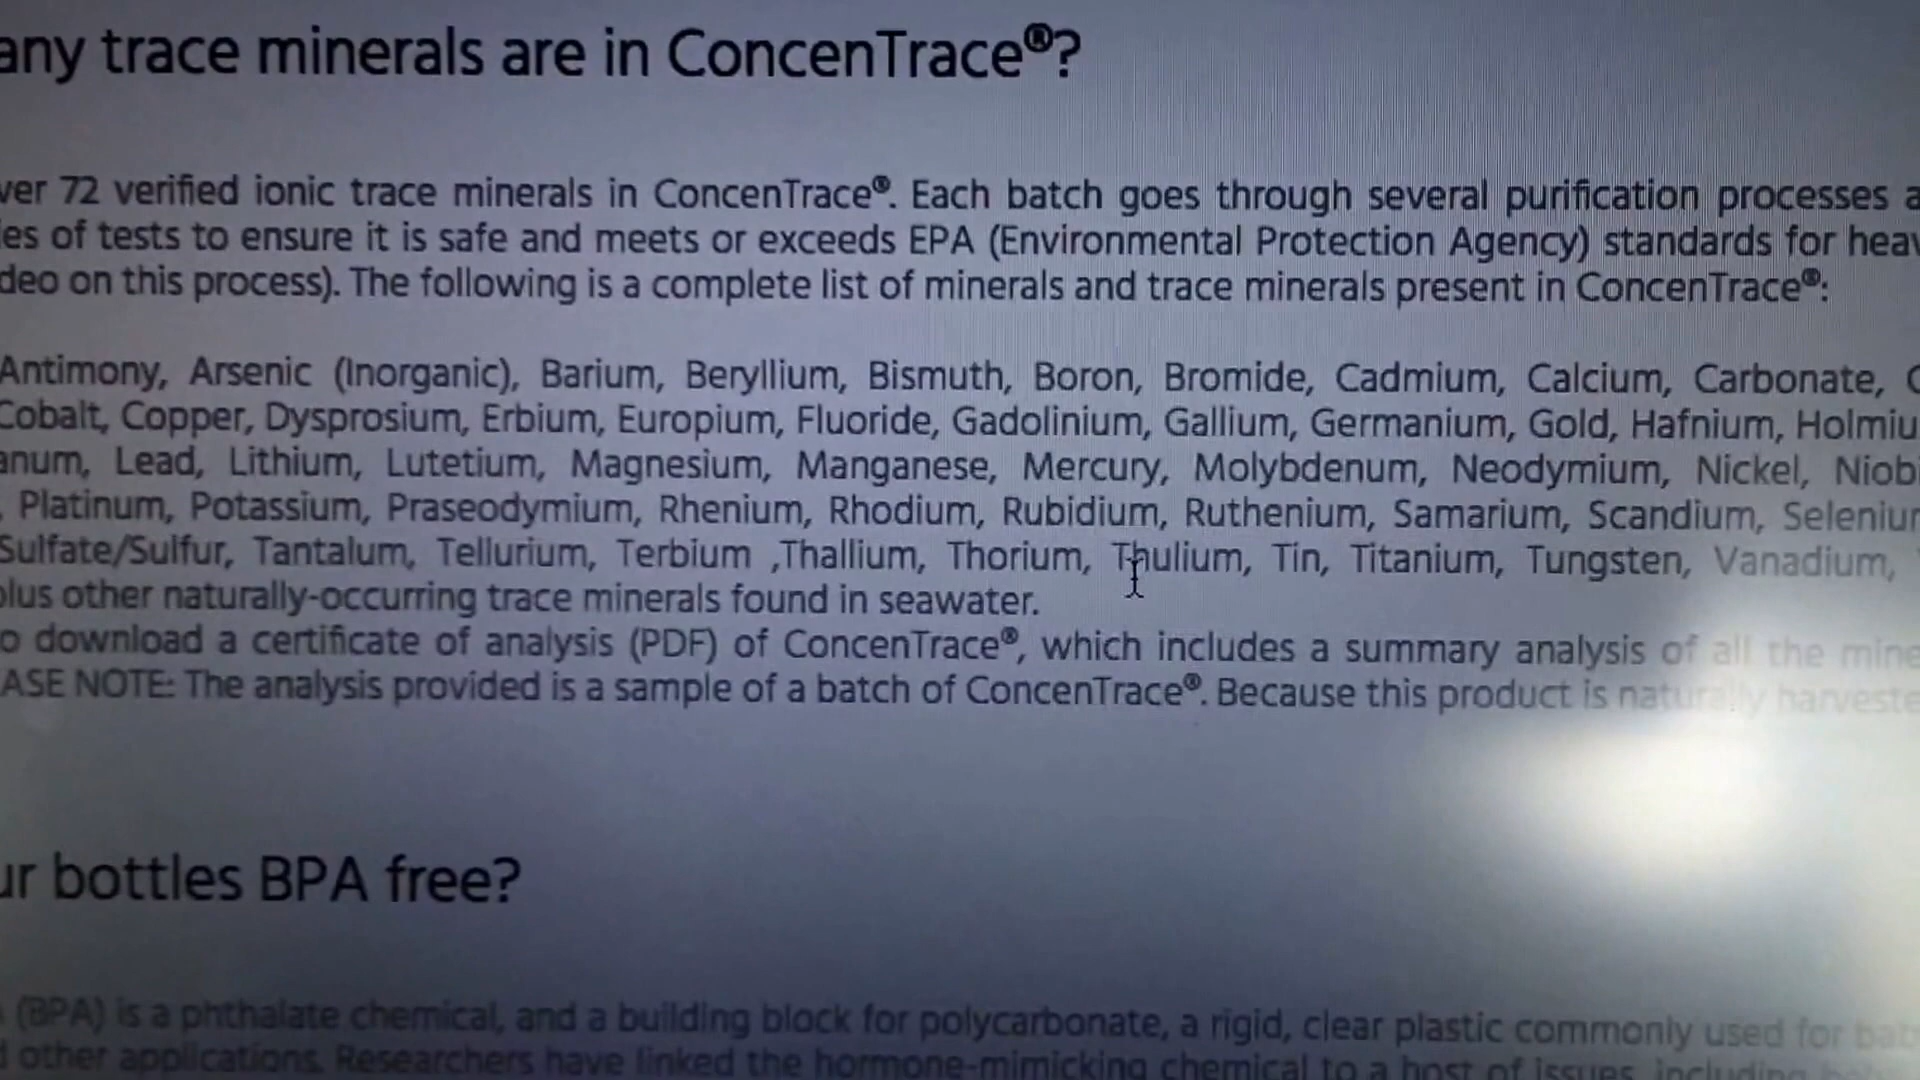 any trace minerals are in ConcenTrace®?
ver 72 verified ionic trace minerals in ConcenTrace®. Each batch goes through several purification processes a
ies of tests to ensure it is safe and meets or exceeds EPA (Environmental Protection Agency) standards for heav
deo on this process). The following is a complete list of minerals and trace minerals present in ConcenTrace®:
Antimony, Arsenic (Inorganic), Barium, Beryllium, Bismuth, Boron, Bromide, Cadmium, Calcium, Carbonate, C
Cobalt, Copper, Dysprosium, Erbium, Europium, Fluoride, Gadolinium, Gallium, Germanium, Gold, Hafnium, Holmiu
anum, Lead, Lithium, Lutetium, Magnesium, Manganese, Mercury, Molybdenum, Neodymium, Nickel, Niobi
, Platinum, Potassium, Praseodymium, Rhenium, Rhodium, Rubidium, Ruthenium, Samarium, Scandium, Selenium
Sulfate/Sulfur, Tantalum, Tellurium, Terbium ,Thallium, Thorium, Thulium, Tin, Titanium, Tungsten, Vanadium,
plus other naturally-occurring trace minerals found in seawater.
o download a certificate of analysis (PDF) of ConcenTrace®, which includes a summary analysis of all the mine
ASE NOTE: The analysis provided is a sample of a batch of ConcenTrace®. Because this product is naturally harveste
ur bottles BPA free?
(BPA) is a phthalate chemical, and a building block for polycarbonate, a rigid, clear plastic commonly used for
d other applications. Researchers have linked the hormone-mimicking chemical to a host of issues, including